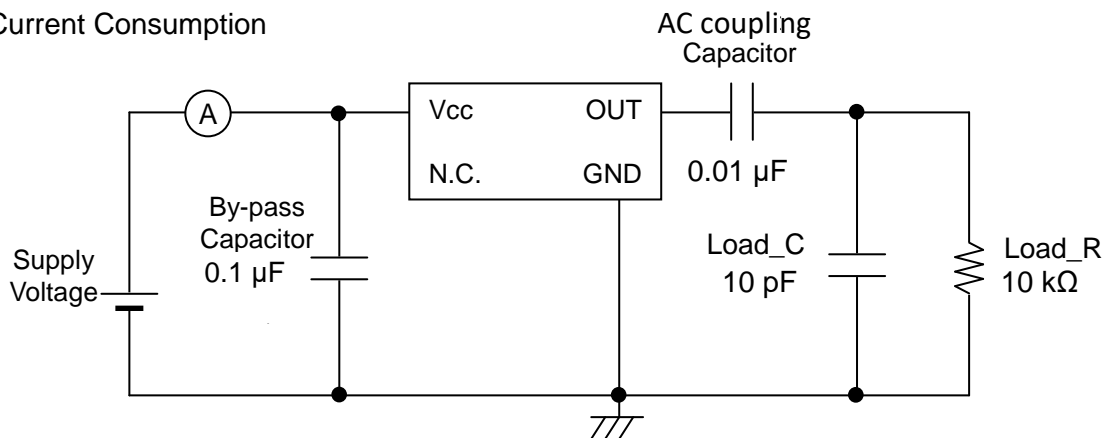 Current Consumption
AC coupling
Capacitor
A
Vcc
OUT
N.C.
GND
0.01 µF
By-pass
Capacitor
0.1 µF
Supply
Voltage
Load_C
10 pF
Load_R
10 kΩ